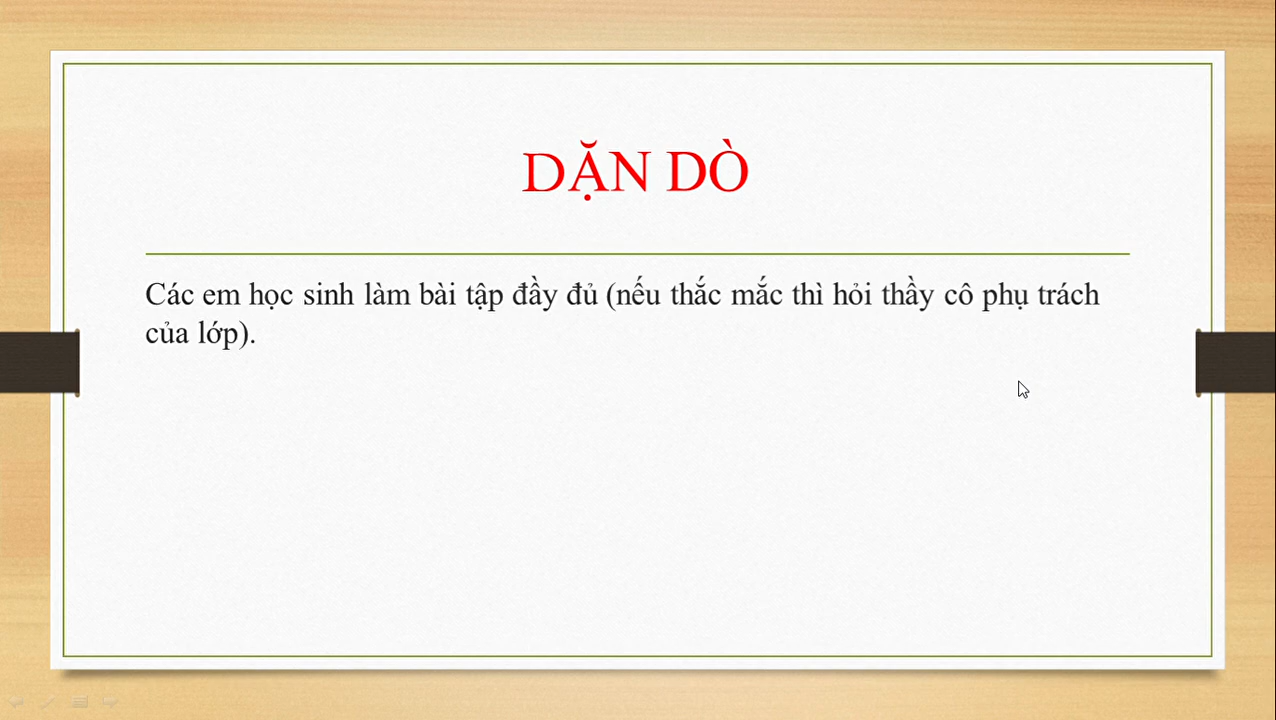 DẶN DÒ
Các em học sinh làm bài tập đầy đủ (nếu thắc mắc thì hỏi thầy cô phụ trách
của lớp).